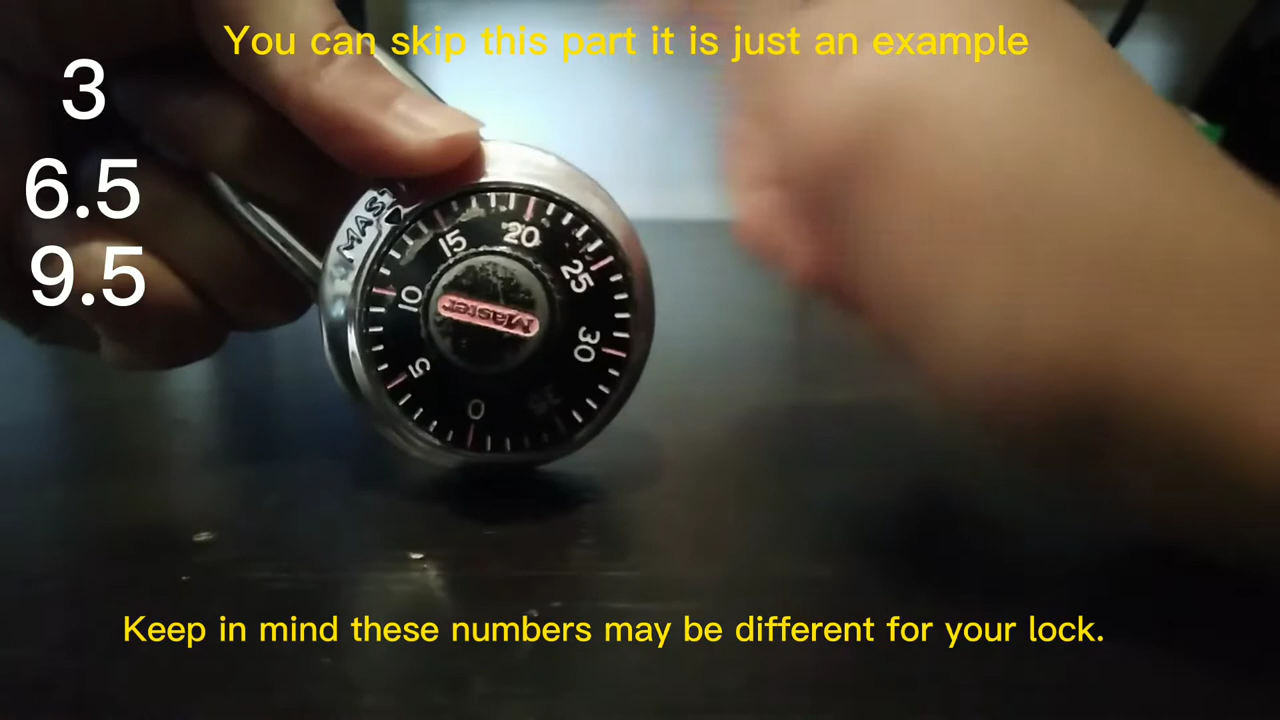 You can skip this part it is just an example
3
6.5
9.5
MAS
15
20
25
10
30
Master
5
0
35
Keep in mind these numbers may be different for your lock.